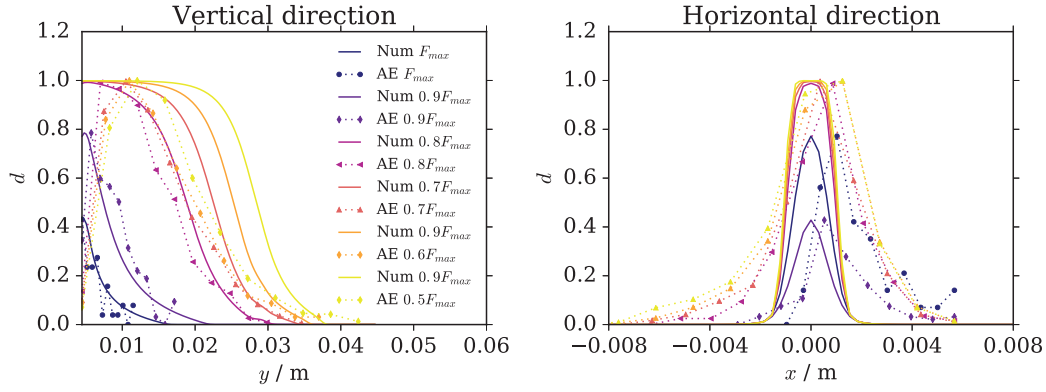 Vertical direction
1.2
1.0
0.8
0.6
0.4
0.2
0.0
d
0.01 0.02 0.03 0.04 0.05 0.06
y / m
Num F_max
AE F_max
Num 0.9F_max
AE 0.9F_max
Num 0.8F_max
AE 0.8F_max
Num 0.7F_max
AE 0.7F_max
Num 0.9F_max
AE 0.6F_max
Num 0.9F_max
AE 0.5F_max
Horizontal direction
1.2
1.0
0.8
0.6
0.4
0.2
0.0
d
−0.008 −0.004 0.000 0.004 0.008
x / m